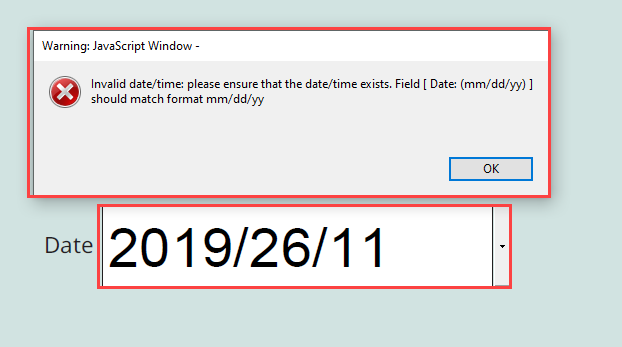 Warning: JavaScript Window -
Invalid date/time: please ensure that the date/time exists. Field [ Date: (mm/dd/yy) ]
should match format mm/dd/yy
OK
Date 2019/26/11